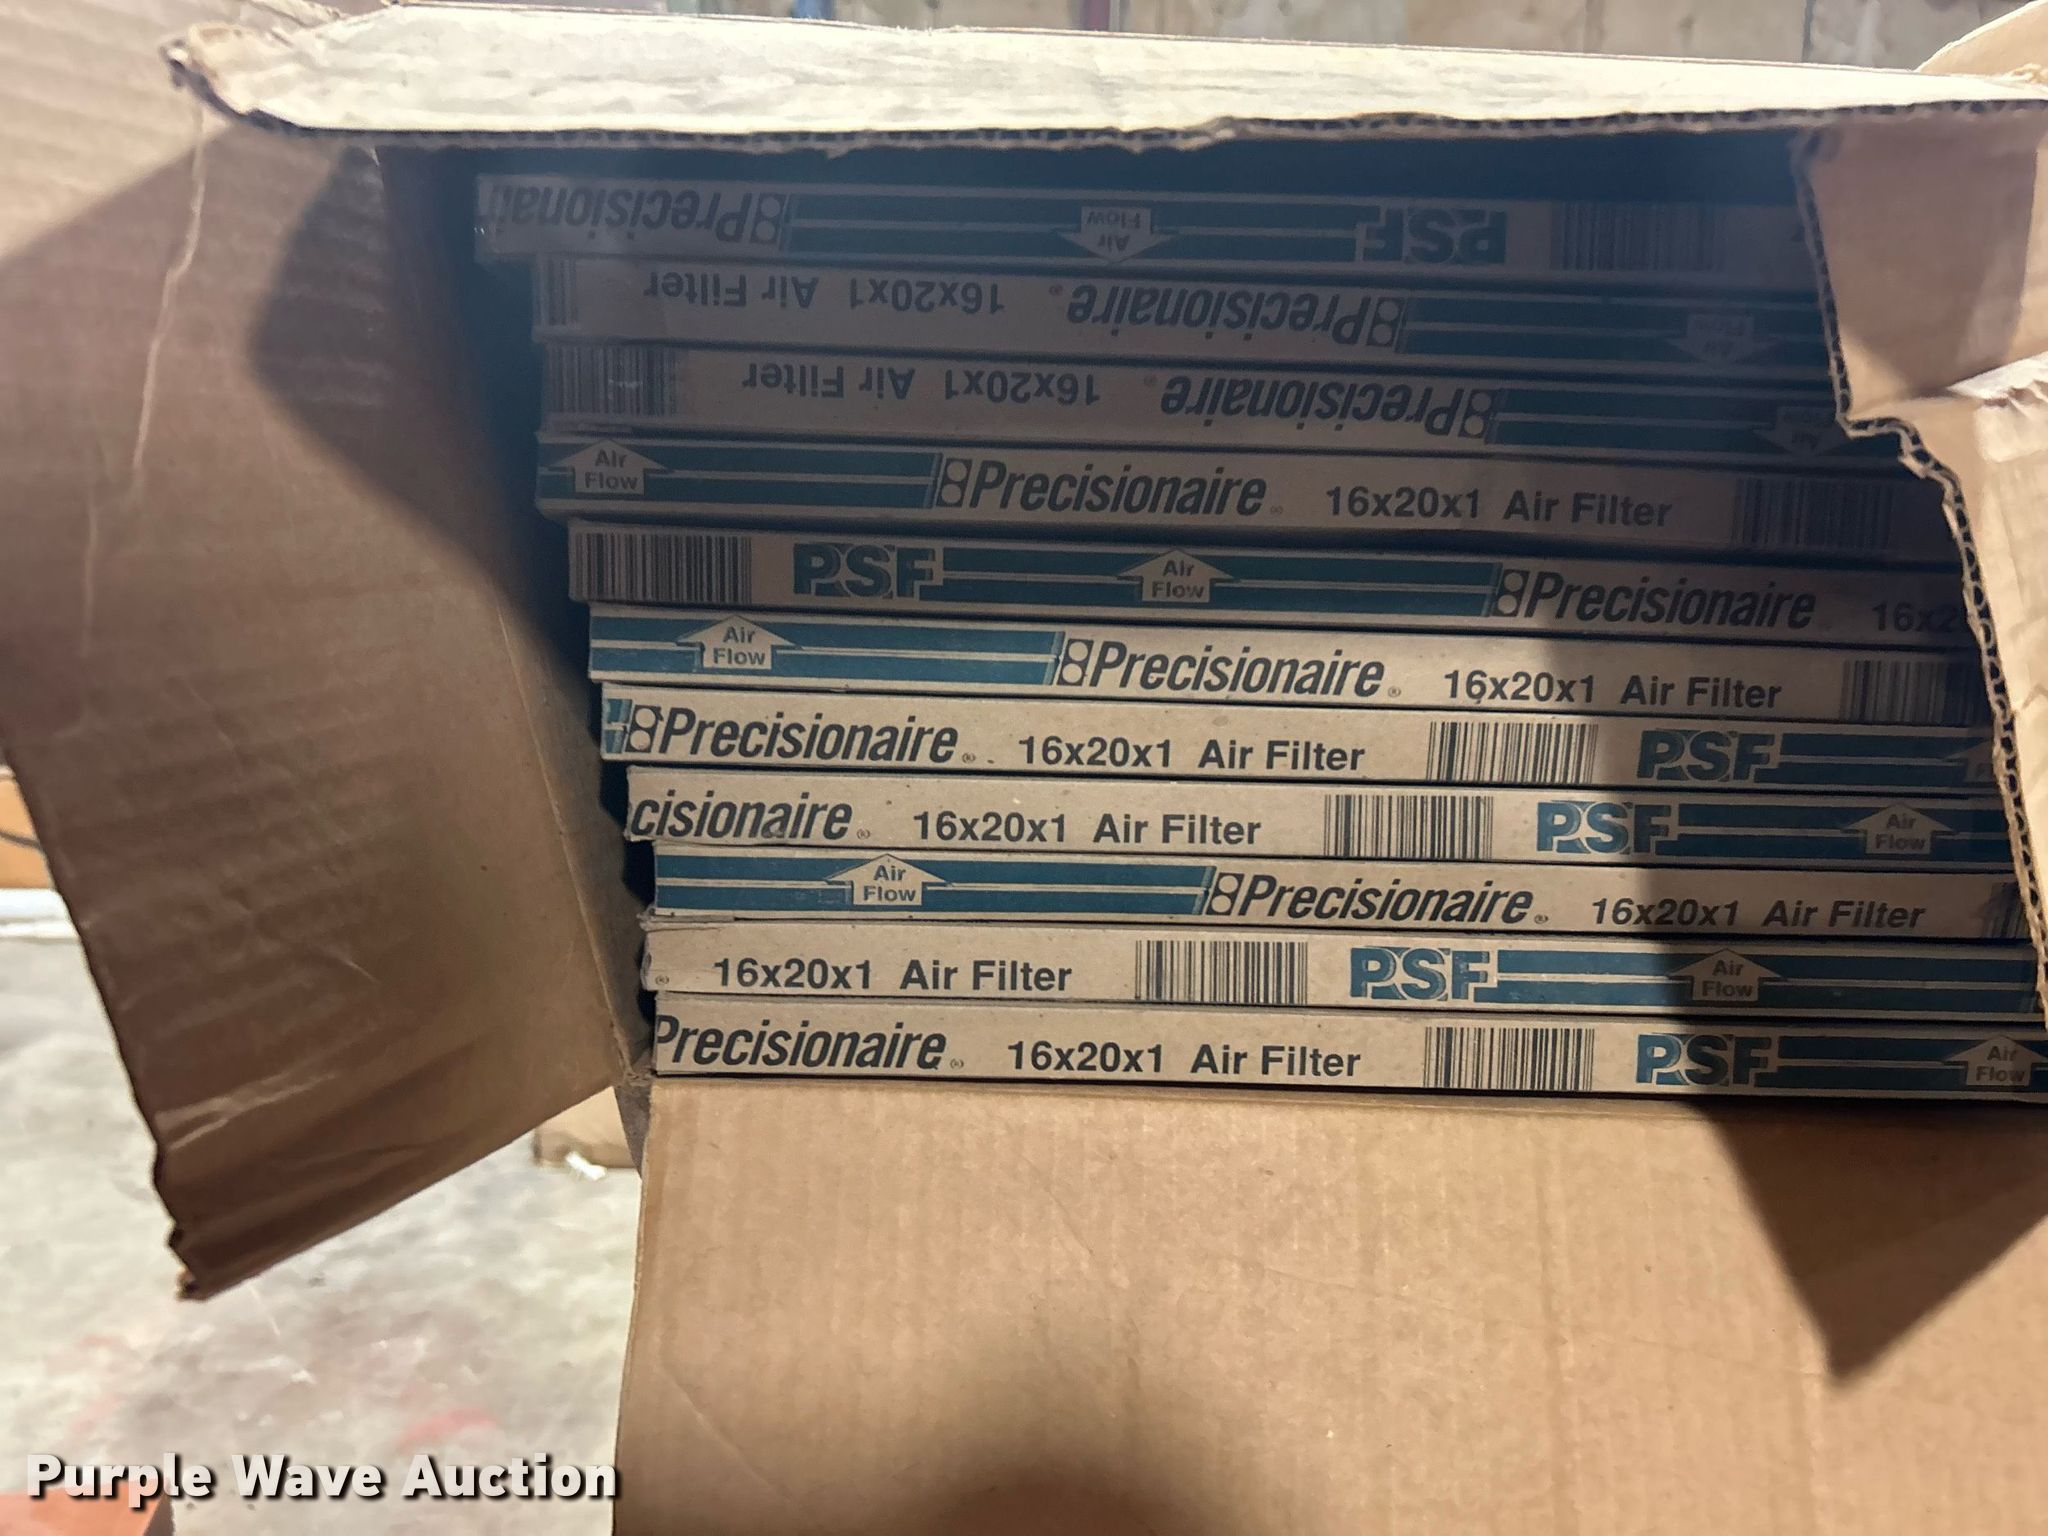 Precisionair Air Flow PSF
Precisionaire® 16x20x1 Air Filter
Precisionaire® 16x20x1 Air Filter
Air Flow Precisionaire® 16x20x1 Air Filter
PSF Air Flow Precisionaire 16x20
Air Flow Precisionaire® 16x20x1 Air Filter
Precisionaire® 16x20x1 Air Filter PSF
cisionaire® 16x20x1 Air Filter PSF Air Flow
Air Flow Precisionaire® 16x20x1 Air Filter
® 16x20x1 Air Filter PSF Air Flow
Precisionaire® 16x20x1 Air Filter PSF Air Flow
Purple Wave Auction